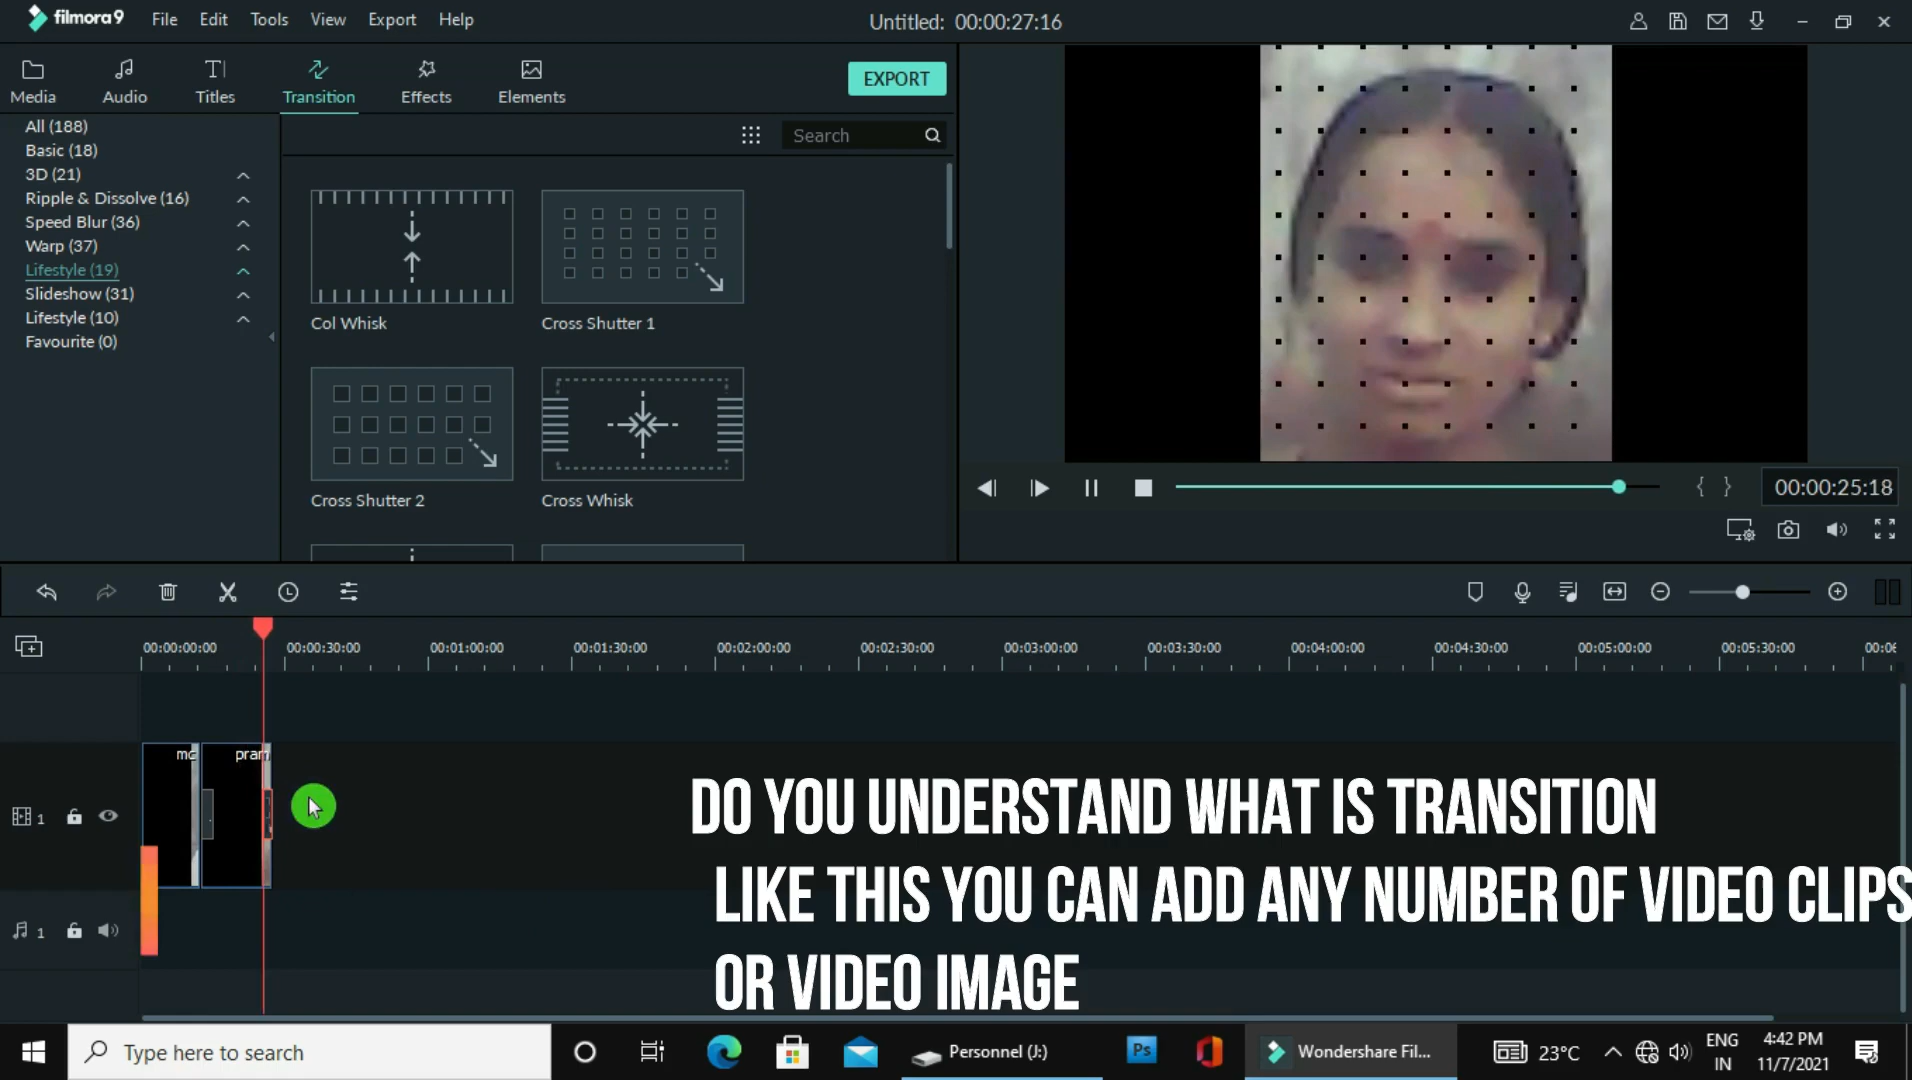 filmora9 File Edit Tools View Export Help Untitled: 00:00:27:16
Media Audio Titles Transition Effects Elements EXPORT
All (188)
Basic (18)
3D (21)
Ripple & Dissolve (16)
Speed Blur (36)
Warp (37)
Lifestyle (19)
Slideshow (31)
Lifestyle (10)
Favourite (0)
Search
Col Whisk Cross Shutter 1
Cross Shutter 2 Cross Whisk
{ } 00:00:25:18
00:00:00:00 00:00:30:00 00:01:00:00 00:01:30:00 00:02:00:00 00:02:30:00 00:03:00:00 00:03:30:00 00:04:00:00 00:04:30:00 00:05:00:00 00:05:30:00 00:06
mc pram
1
1
DO YOU UNDERSTAND WHAT IS TRANSITION
LIKE THIS YOU CAN ADD ANY NUMBER OF VIDEO CLIPS
OR VIDEO IMAGE
Type here to search Personnel (J:) Ps Wondershare Fil... 23°C ENG IN 4:42 PM 11/7/2021